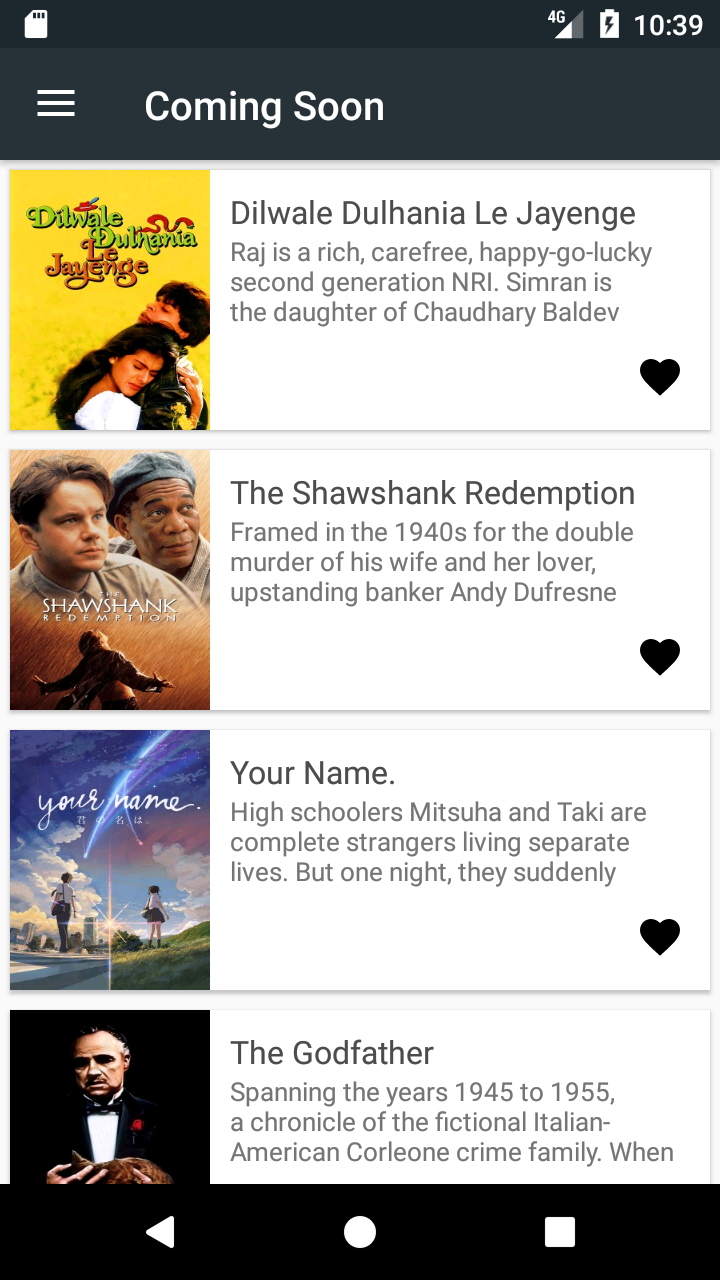 4G 10:39
Coming Soon
Dilwale
Dulhania
Le
Jayenge
Dilwale Dulhania Le Jayenge
Raj is a rich, carefree, happy-go-lucky
second generation NRI. Simran is
the daughter of Chaudhary Baldev
THE
SHAWSHANK
REDEMPTION
The Shawshank Redemption
Framed in the 1940s for the double
murder of his wife and her lover,
upstanding banker Andy Dufresne
your name.
君の名は。
Your Name.
High schoolers Mitsuha and Taki are
complete strangers living separate
lives. But one night, they suddenly
The Godfather
Spanning the years 1945 to 1955,
a chronicle of the fictional Italian-
American Corleone crime family. When